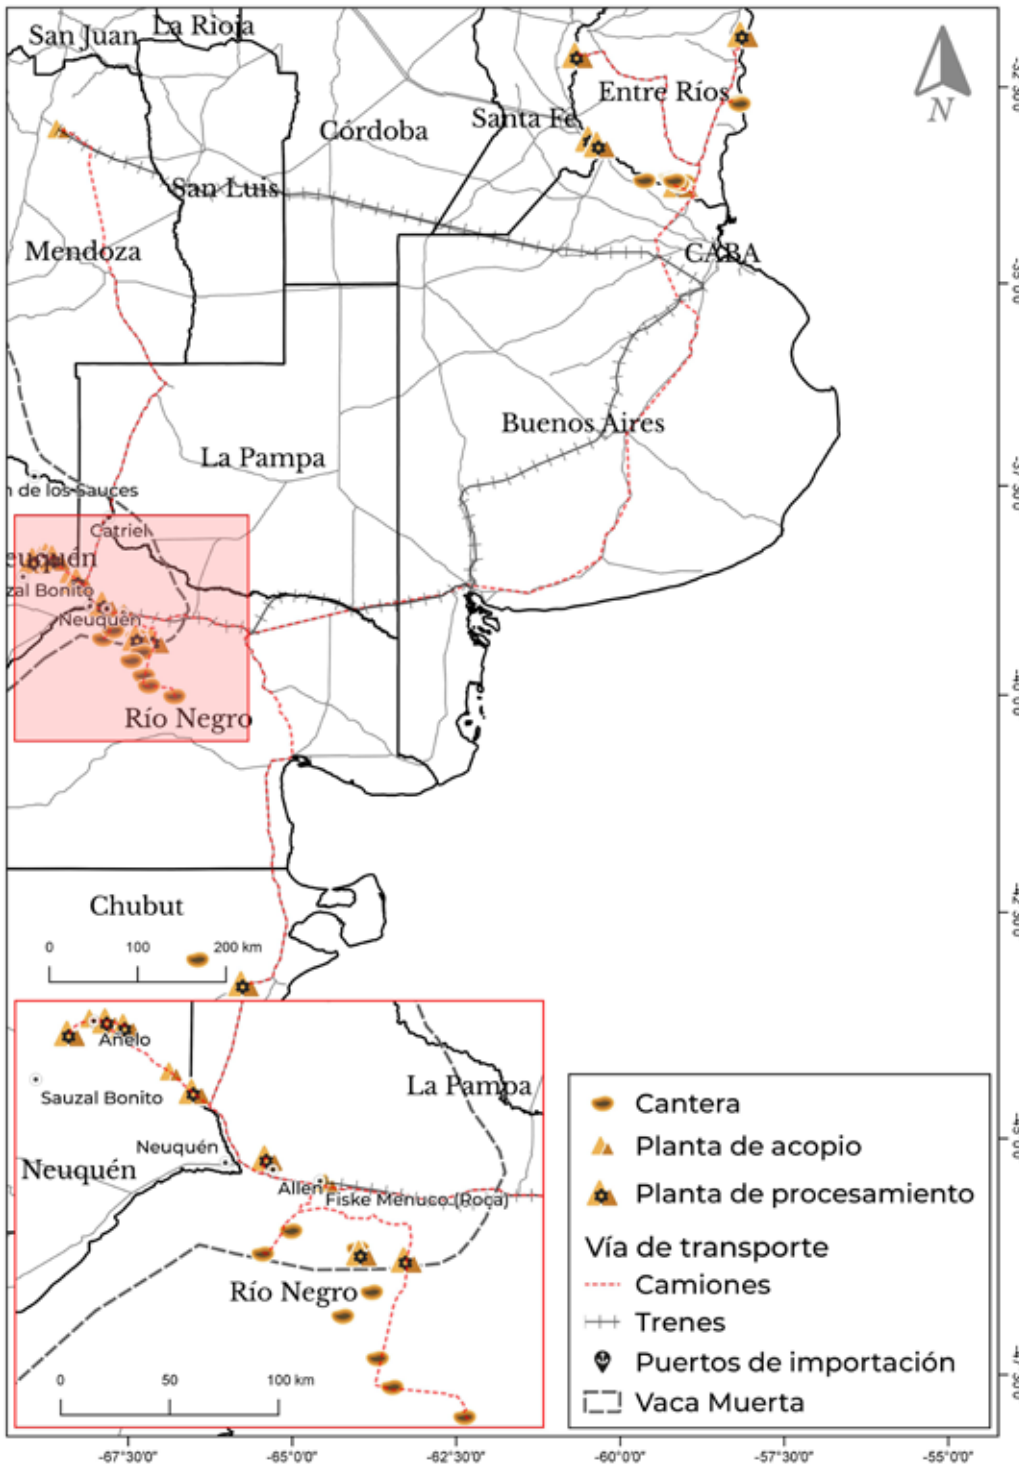 La Rioja
San Juan
N
Entre Ríos
Santa Fe
Córdoba
San Luis
Mendoza
CABA
Buenos Aires
La Pampa
n de los Sauces
Catriel
euquén
zal Bonito
Neuquén
Río Negro
Chubut
0 100 200 km
Añelo
La Pampa
Sauzal Bonito
Neuquén
Neuquén
Allen
Fiske Menuco (Roca)
Río Negro
0 50 100 km
Cantera
Planta de acopio
Planta de procesamiento
Vía de transporte
Camiones
Trenes
Puertos de importación
Vaca Muerta
-67°30'0" -65°0'0" -62°30'0" -60°0'0" -57°30'0" -55°0'0"